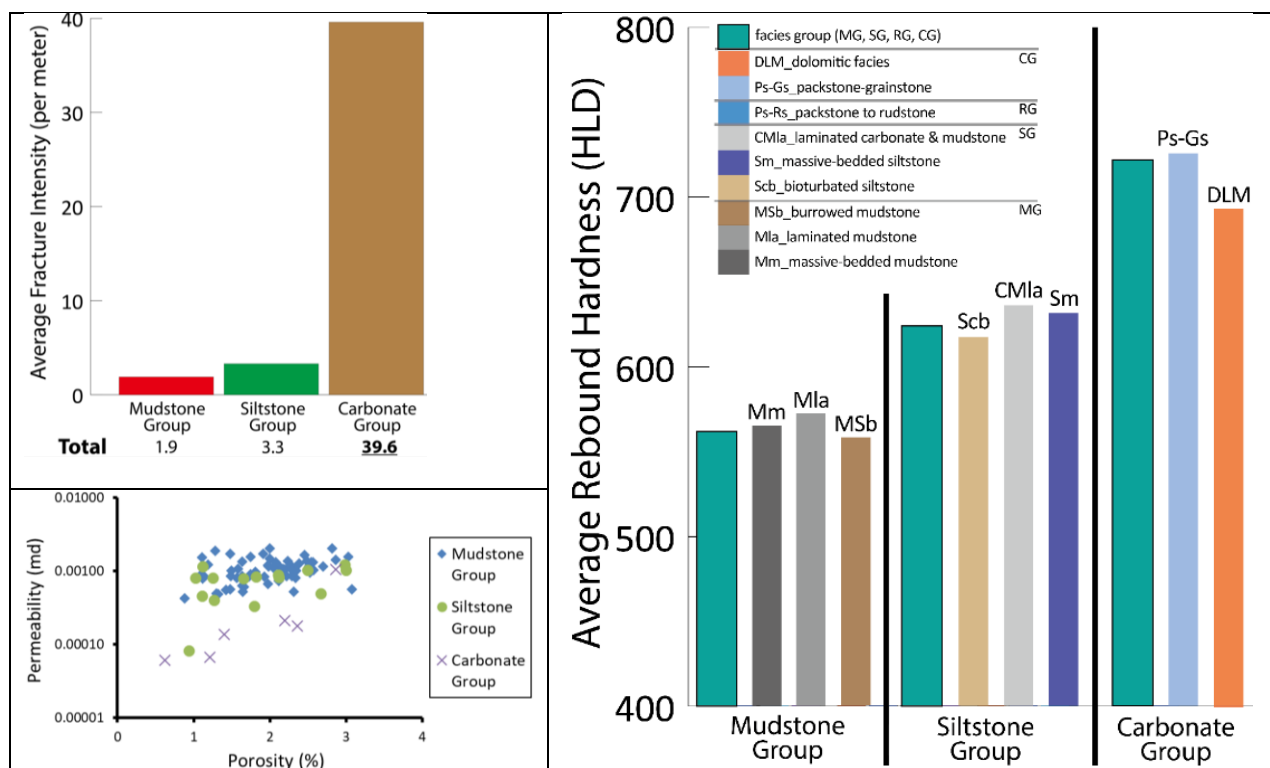 Average Fracture Intensity (per meter)
40
30
20
10
0
Mudstone Group
Siltstone Group
Carbonate Group
Total 1.9 3.3 39.6
Permeability (md)
0.01000
0.00100
0.00010
0.00001
0 1 2 3 4
Porosity (%)
Mudstone Group
Siltstone Group
Carbonate Group
Average Rebound Hardness (HLD)
800
700
600
500
400
facies group (MG, SG, RG, CG)
CG
DLM_dolomitic facies
Ps-Gs_packstone-grainstone
Ps-Rs_packstone to rudstone RG
CMla_laminated carbonate & mudstone SG
Sm_massive-bedded siltstone
Scb_bioturbated siltstone
MSb_burrowed mudstone MG
Mla_laminated mudstone
Mm_massive-bedded mudstone
Mm Mla MSb
Scb CMla Sm
Ps-Gs DLM
Mudstone Group
Siltstone Group
Carbonate Group